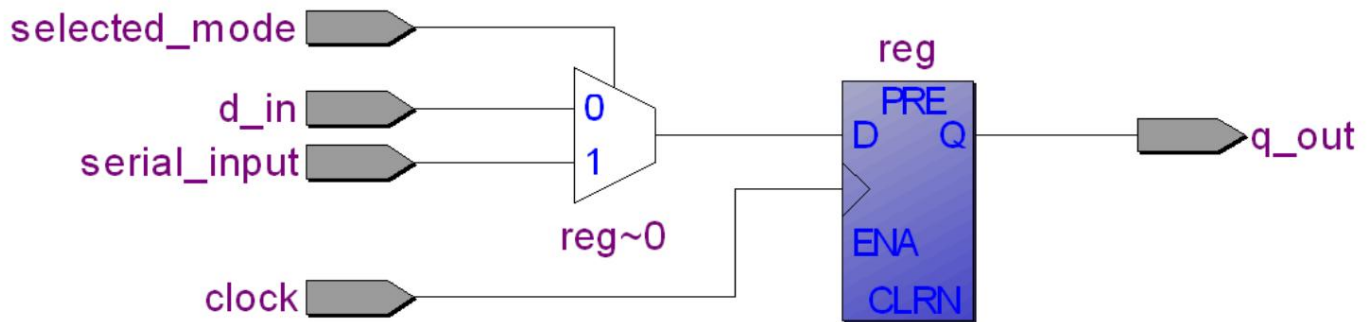 selected_mode
reg
d_in
0
PRE
D
Q
q_out
serial_input
1
reg~0
ENA
clock
CLRN